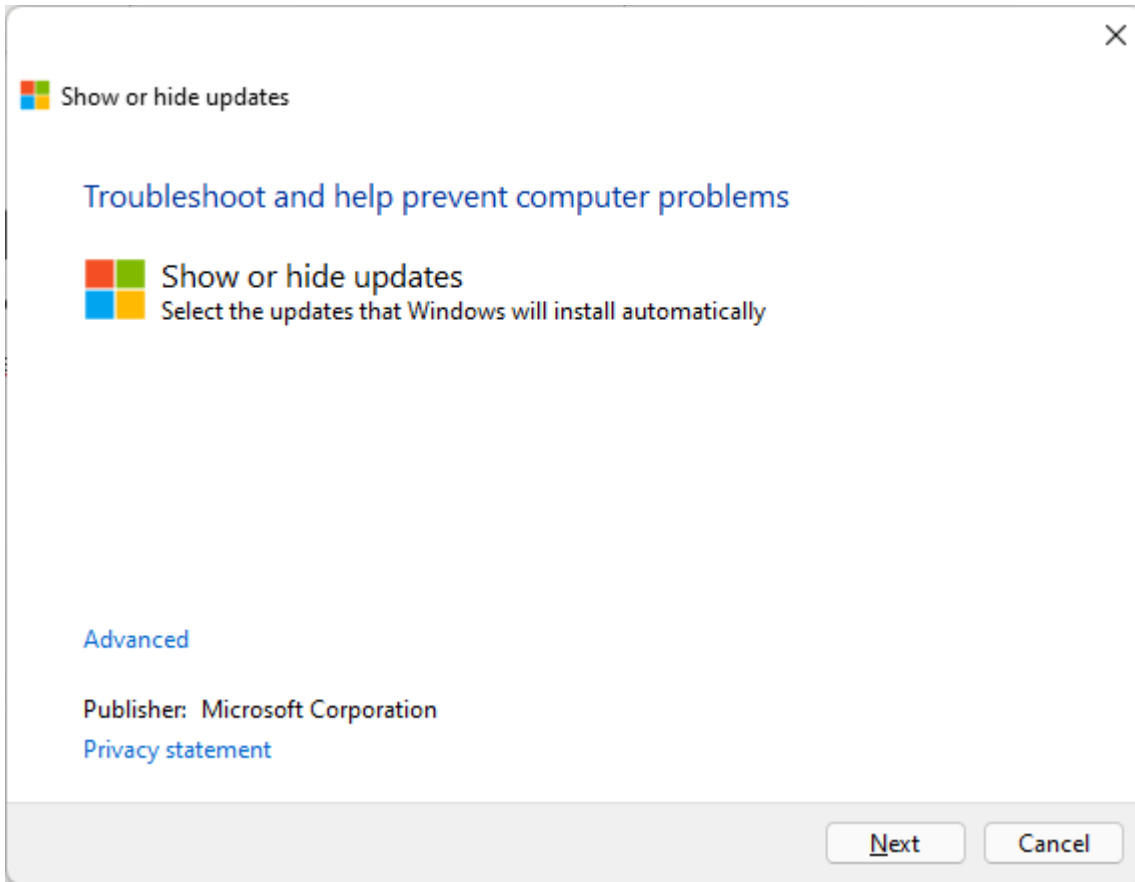 Show or hide updates
Troubleshoot and help prevent computer problems
Show or hide updates
Select the updates that Windows will install automatically
Advanced
Publisher: Microsoft Corporation
Privacy statement
Next Cancel